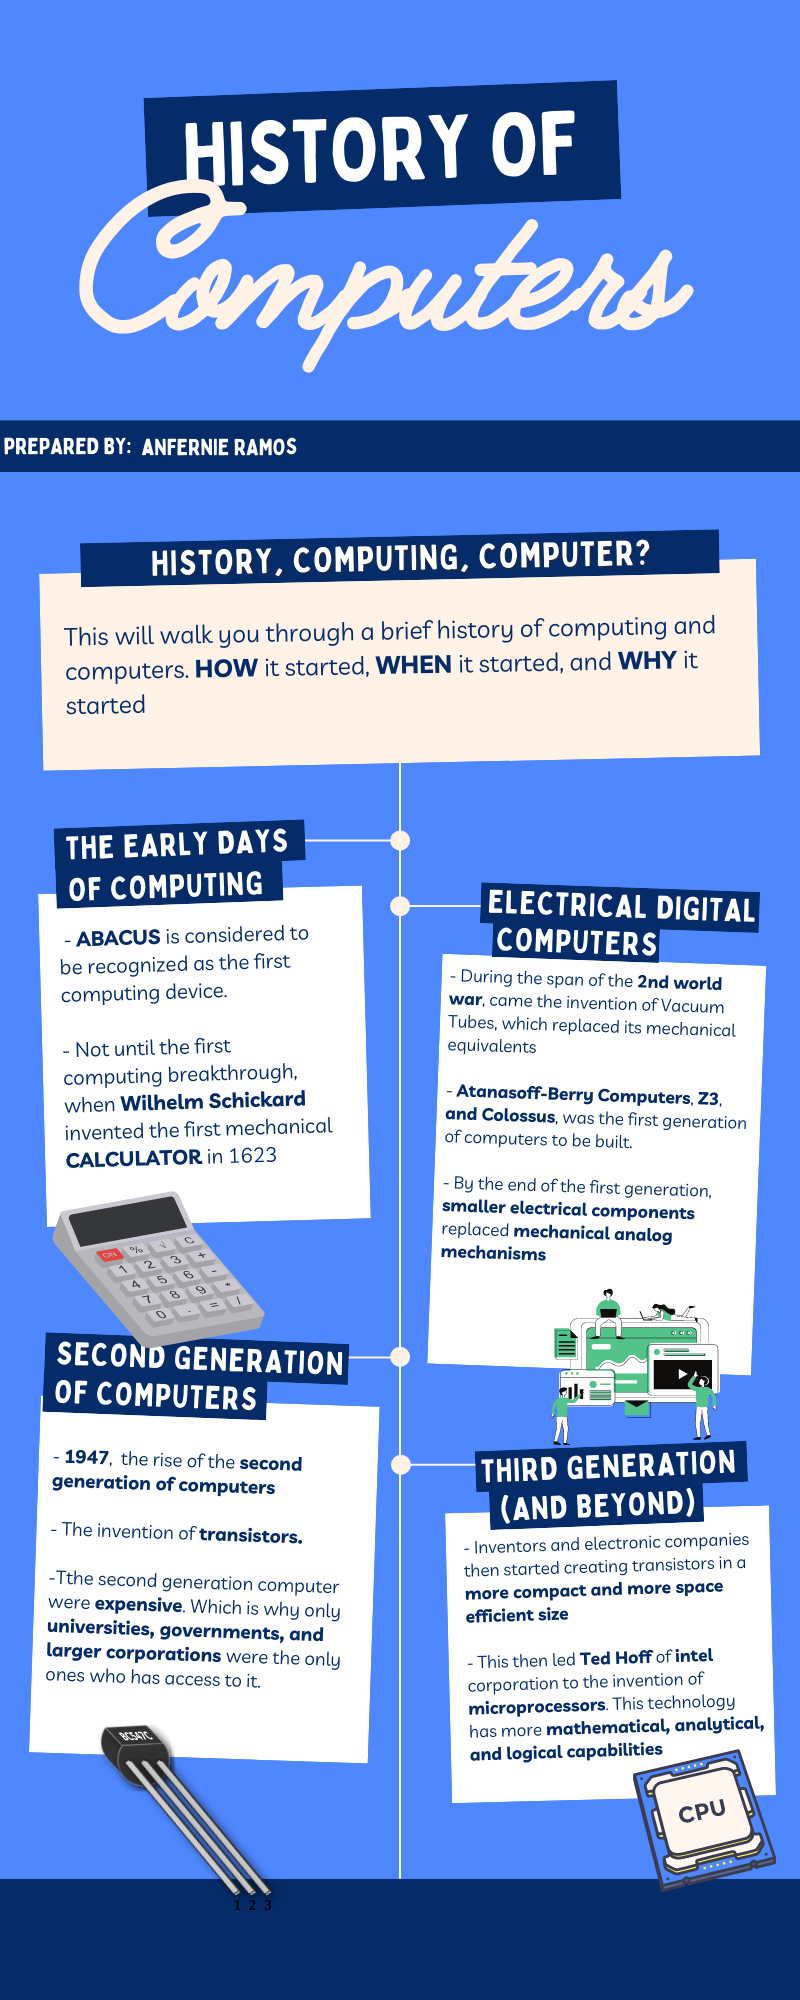 HISTORY OF
Computers
PREPARED BY: ANFERNIE RAMOS
HISTORY, COMPUTING, COMPUTER?
This will walk you through a brief history of computing and
computers. HOW it started, WHEN it started, and WHY it
started
THE EARLY DAYS
OF COMPUTING
- ABACUS is considered to
be recognized as the first
computing device.
- Not until the first
computing breakthrough,
when Wilhelm Schickard
invented the first mechanical
CALCULATOR in 1623
ON % √ C
1 2 3 +
4 5 6 -
7 8 9 *
0 . = /
ELECTRICAL DIGITAL
COMPUTERS
- During the span of the 2nd world
war, came the invention of Vacuum
Tubes, which replaced its mechanical
equivalents
- Atanasoff-Berry Computers, Z3,
and Colossus, was the first generation
of computers to be built.
- By the end of the first generation,
smaller electrical components
replaced mechanical analog
mechanisms
SECOND GENERATION
OF COMPUTERS
- 1947, the rise of the second
generation of computers
- The invention of transistors.
-Tthe second generation computer
were expensive. Which is why only
universities, governments, and
larger corporations were the only
ones who has access to it.
BC547C
1 2 3
THIRD GENERATION
(AND BEYOND)
- Inventors and electronic companies
then started creating transistors in a
more compact and more space
efficient size
- This then led Ted Hoff of intel
corporation to the invention of
microprocessors. This technology
has more mathematical, analytical,
and logical capabilities
CPU